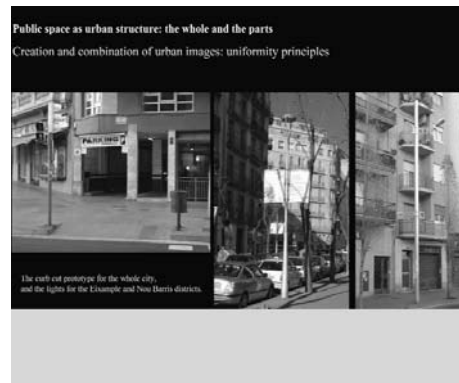 Public space as urban structure: the whole and the parts
Creation and combination of urban images: uniformity principles
PARKING
The curb cut prototype for the whole city,
and the lights for the Eixample and Nou Barris districts.